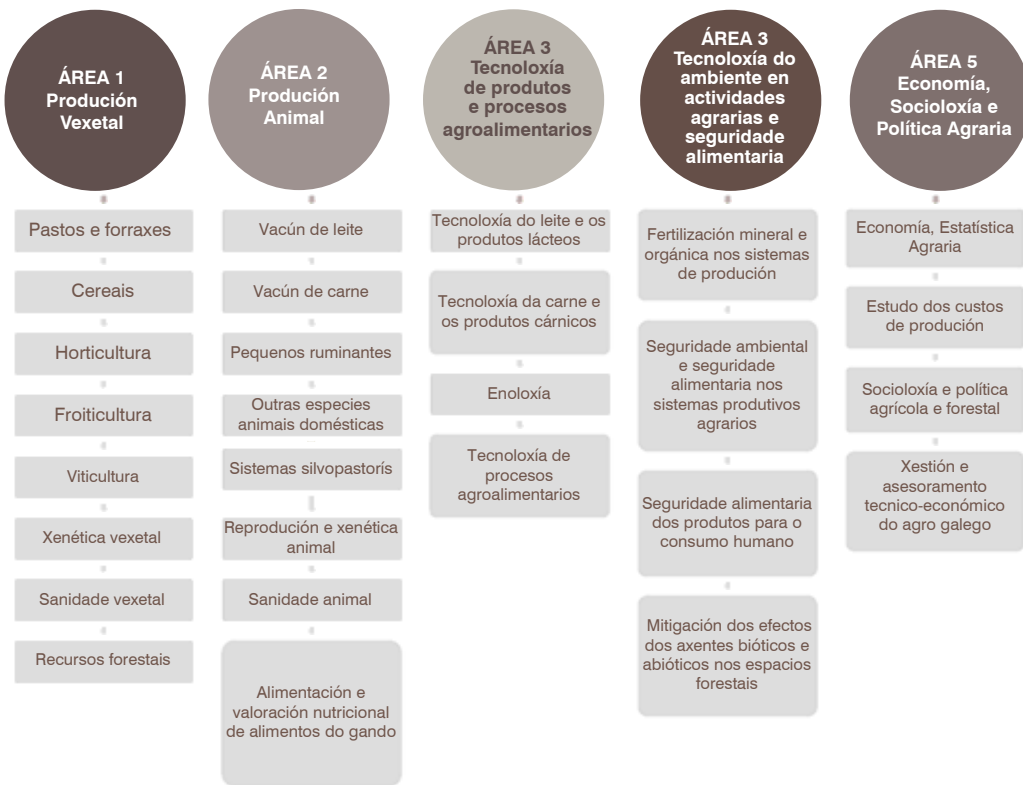 ÁREA 1
Produción
Vexetal
Pastos e forraxes
Cereais
Horticultura
Froiticultura
Viticultura
Xenética vexetal
Sanidade vexetal
Recursos forestais
ÁREA 2
Produción
Animal
Vacún de leite
Vacún de carne
Pequenos ruminantes
Outras especies
animais domésticas
Sistemas silvopastorís
Reprodución e xenética
animal
Sanidade animal
Alimentación e
valoración nutricional
de alimentos do gando
ÁREA 3
Tecnoloxía
de produtos
e procesos
agroalimentarios
Tecnoloxía do leite e os
produtos lácteos
Tecnoloxía da carne e
os produtos cárnicos
Enoloxía
Tecnoloxía de
procesos
agroalimentarios
ÁREA 3
Tecnoloxía do
ambiente en
actividades
agrarias e
seguridade
alimentaria
Fertilización mineral e
orgánica nos sistemas
de produción
Seguridade ambiental
e seguridade
alimentaria nos
sistemas produtivos
agrarios
Seguridade alimentaria
dos produtos para o
consumo humano
Mitigación dos efectos
dos axentes bióticos e
abióticos nos espacios
forestais
ÁREA 5
Economía,
Socioloxía e
Política Agraria
Economía, Estatística
Agraria
Estudo dos custos
de produción
Socioloxía e política
agrícola e forestal
Xestión e
asesoramento
tecnico-económico
do agro galego